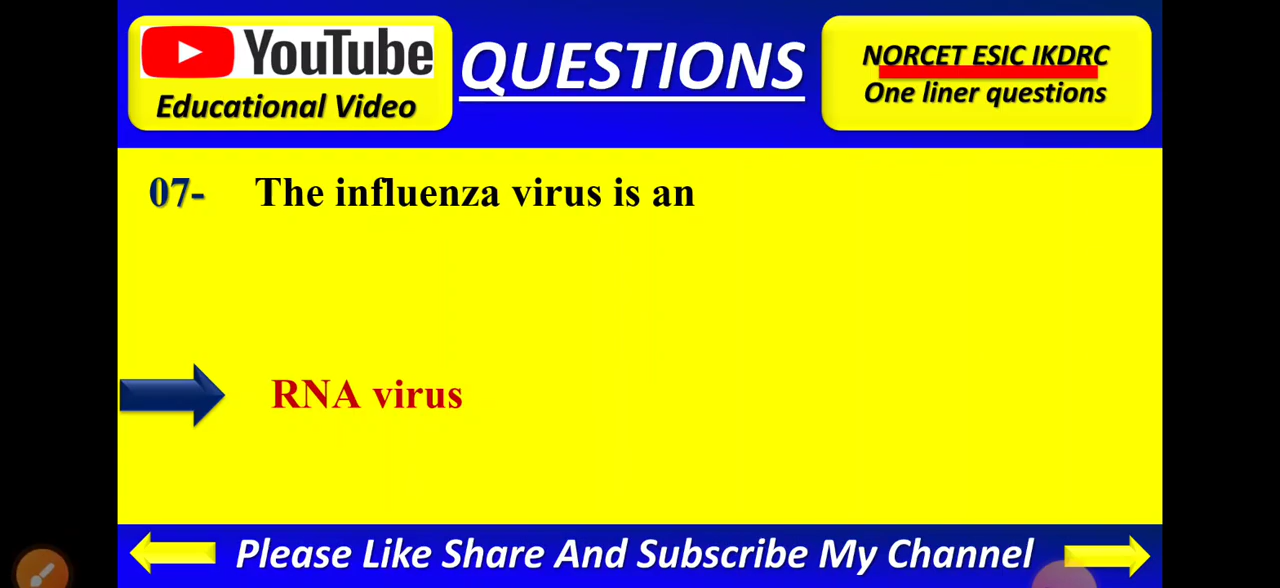 YouTube
Educational Video
QUESTIONS
NORCET ESIC IKDRC
One liner questions
07- The influenza virus is an
RNA virus
Please Like Share And Subscribe My Channel